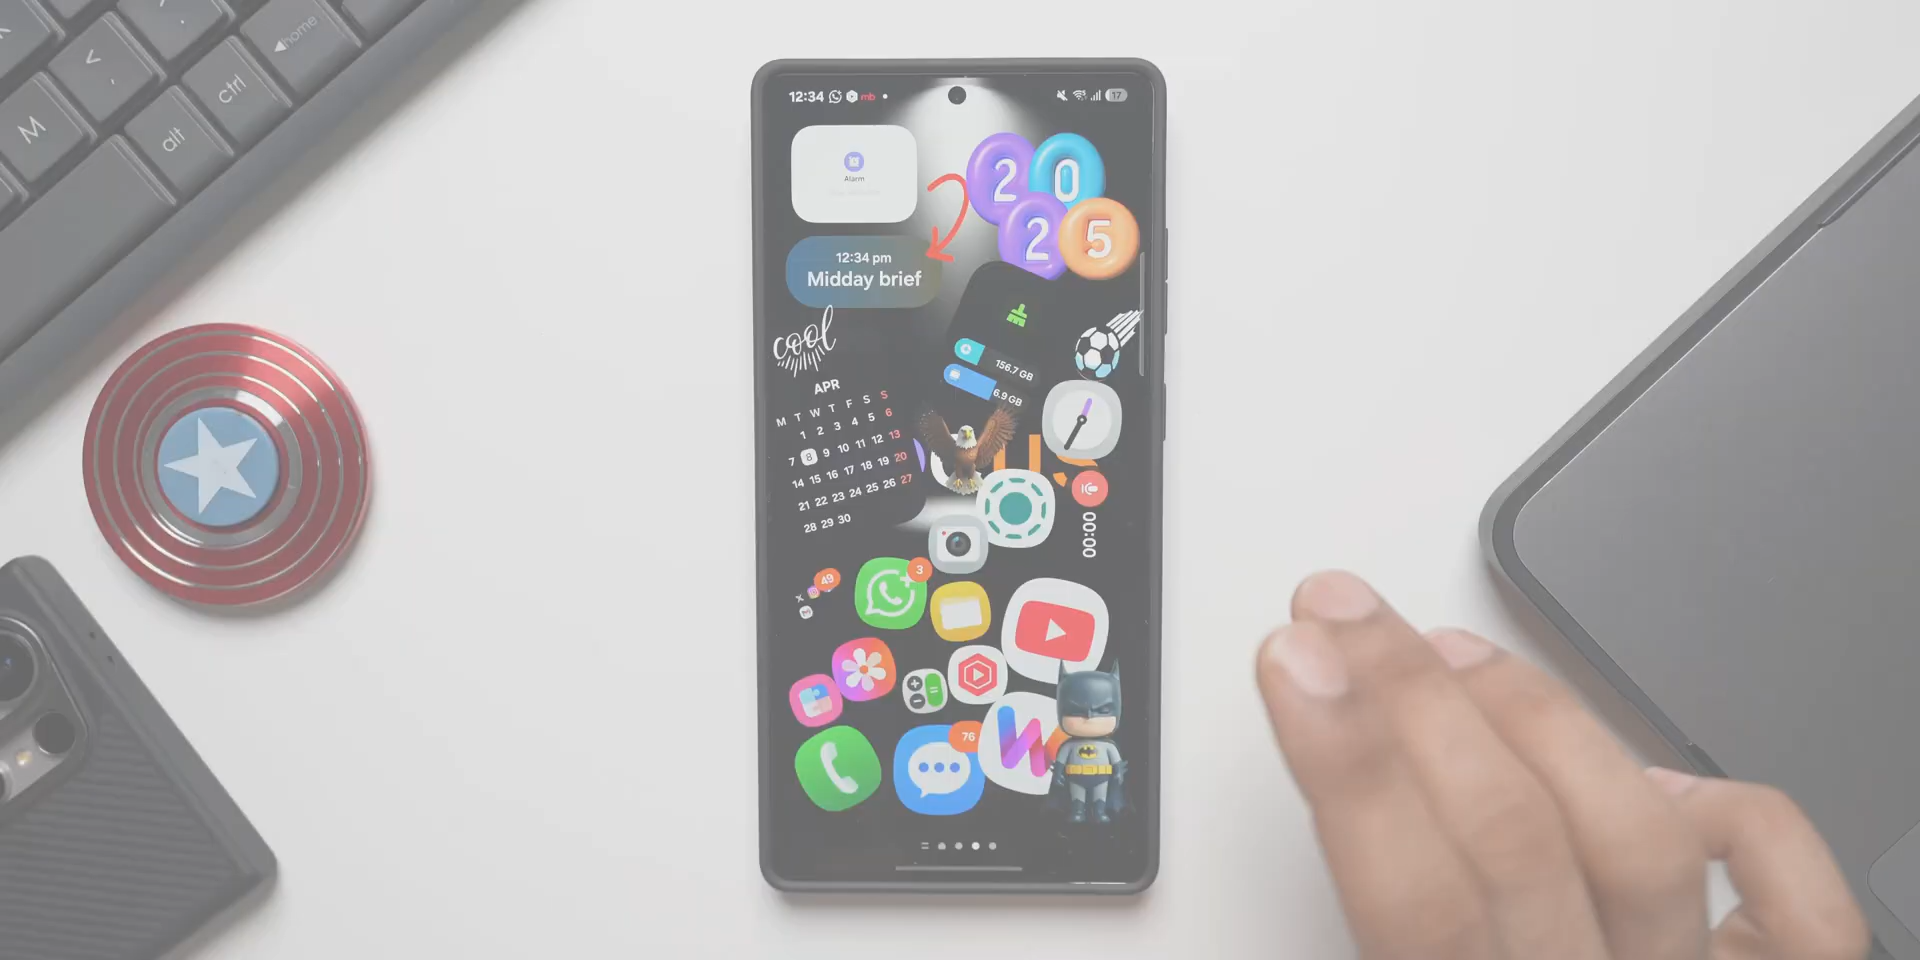 home
M
ctrl
alt
12:34 mb 17
Alarm
2 0
2 5
12:34 pm
Midday brief
cool
156.7 GB
6.9 GB
APR
M T W T F S S
1 2 3 4 5 6
7 8 9 10 11 12 13
14 15 16 17 18 19 20
21 22 23 24 25 26 27
28 29 30
00:00
49
3
X
76